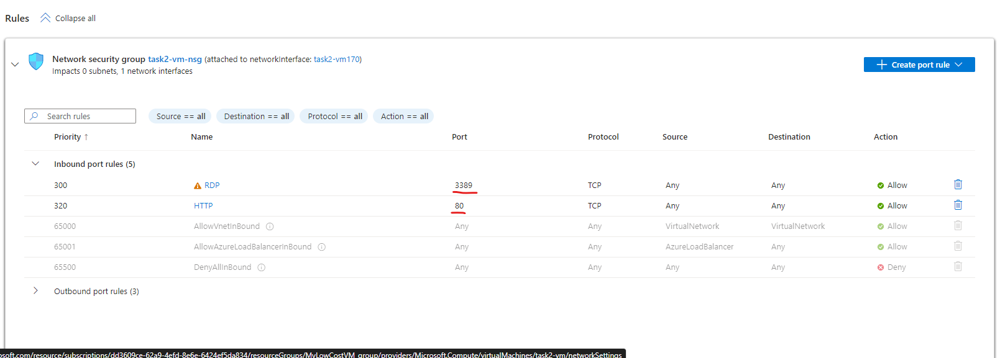 Rules Collapse all
Network security group task2-vm-nsg (attached to networkInterface: task2-vm170)
Impacts 0 subnets, 1 network interfaces
Create port rule
Search rules Source == all Destination == all Protocol == all Action == all
Priority ↑ Name Port Protocol Source Destination Action
Inbound port rules (5)
300 RDP 3389 TCP Any Any Allow
320 HTTP 80 TCP Any Any Allow
65000 AllowVnetInBound Any Any VirtualNetwork VirtualNetwork Allow
65001 AllowAzureLoadBalancerInBound Any Any AzureLoadBalancer Any Allow
65500 DenyAllInBound Any Any Any Any Deny
Outbound port rules (3)
osoft.com/resource/subscriptions/dd3609ce-62a9-4efd-8e6e-6424ef5da834/resourceGroups/MyLowCostVM_group/providers/Microsoft.Compute/virtualMachines/task2-vm/networkSettings